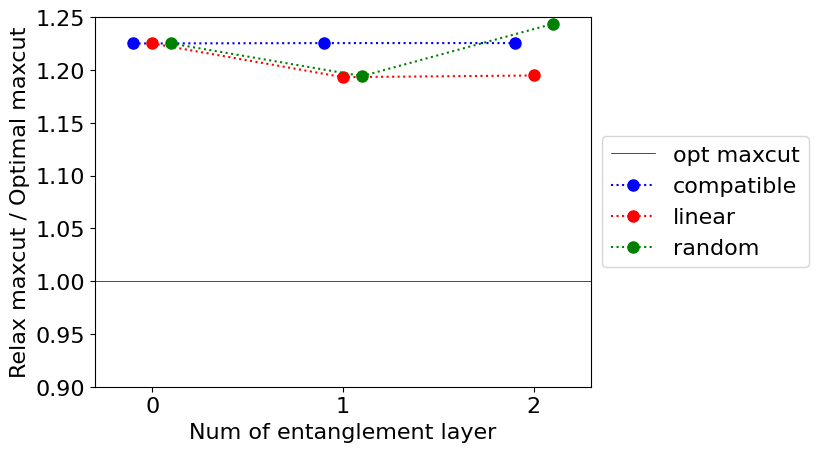 Relax maxcut / Optimal maxcut
1.25
1.20
1.15
1.10
1.05
1.00
0.95
0.90
0
1
2
Num of entanglement layer
opt maxcut
compatible
linear
random